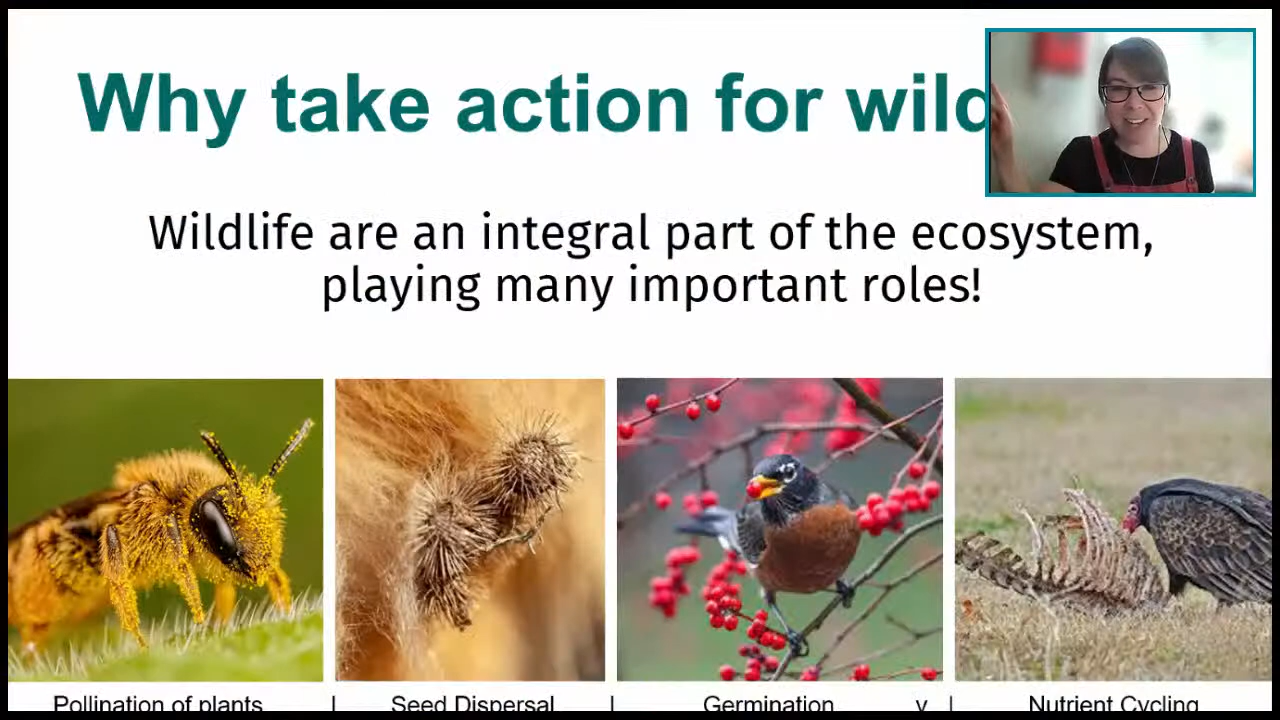 Why take action for wild
Wildlife are an integral part of the ecosystem,
playing many important roles!
Pollination of plants | Seed Dispersal | Germination v | Nutrient Cycling